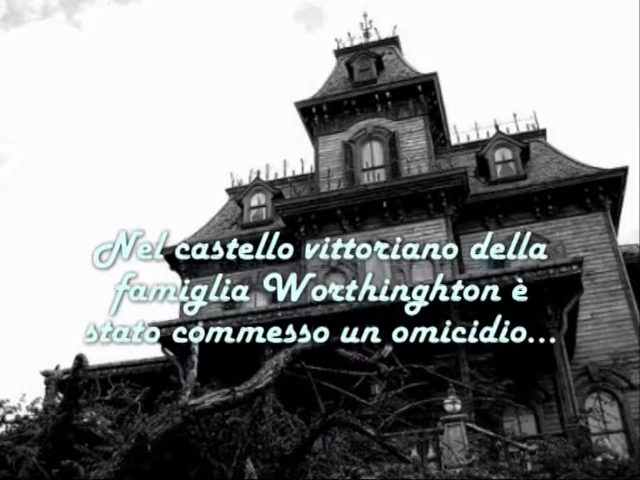 Nel castello vittoriano della
famiglia Worthinghton è
stato commesso un omicidio...